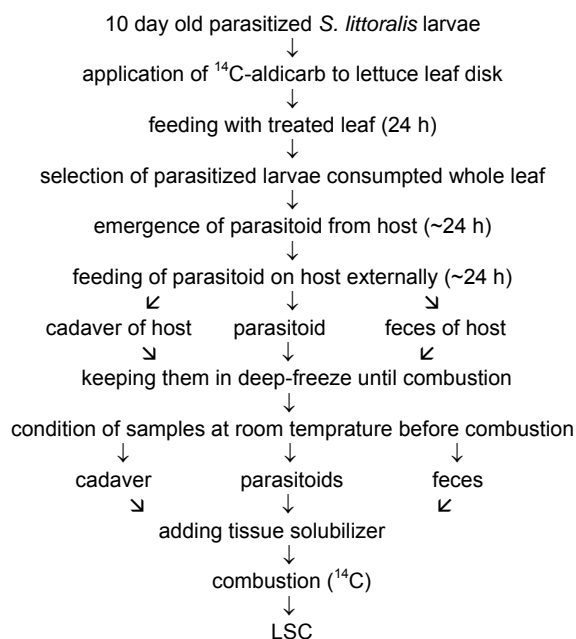 10 day old parasitized S. littoralis larvae
↓
application of ¹⁴C-aldicarb to lettuce leaf disk
↓
feeding with treated leaf (24 h)
↓
selection of parasitized larvae consumpted whole leaf
↓
emergence of parasitoid from host (~24 h)
↓
feeding of parasitoid on host externally (~24 h)
↙ ↓ ↘
cadaver of host parasitoid feces of host
↘ ↓ ↙
keeping them in deep-freeze until combustion
↓
condition of samples at room temprature before combustion
↓ ↓ ↓
cadaver parasitoids feces
↘ ↓ ↙
adding tissue solubilizer
↓
combustion (¹⁴C)
↓
LSC